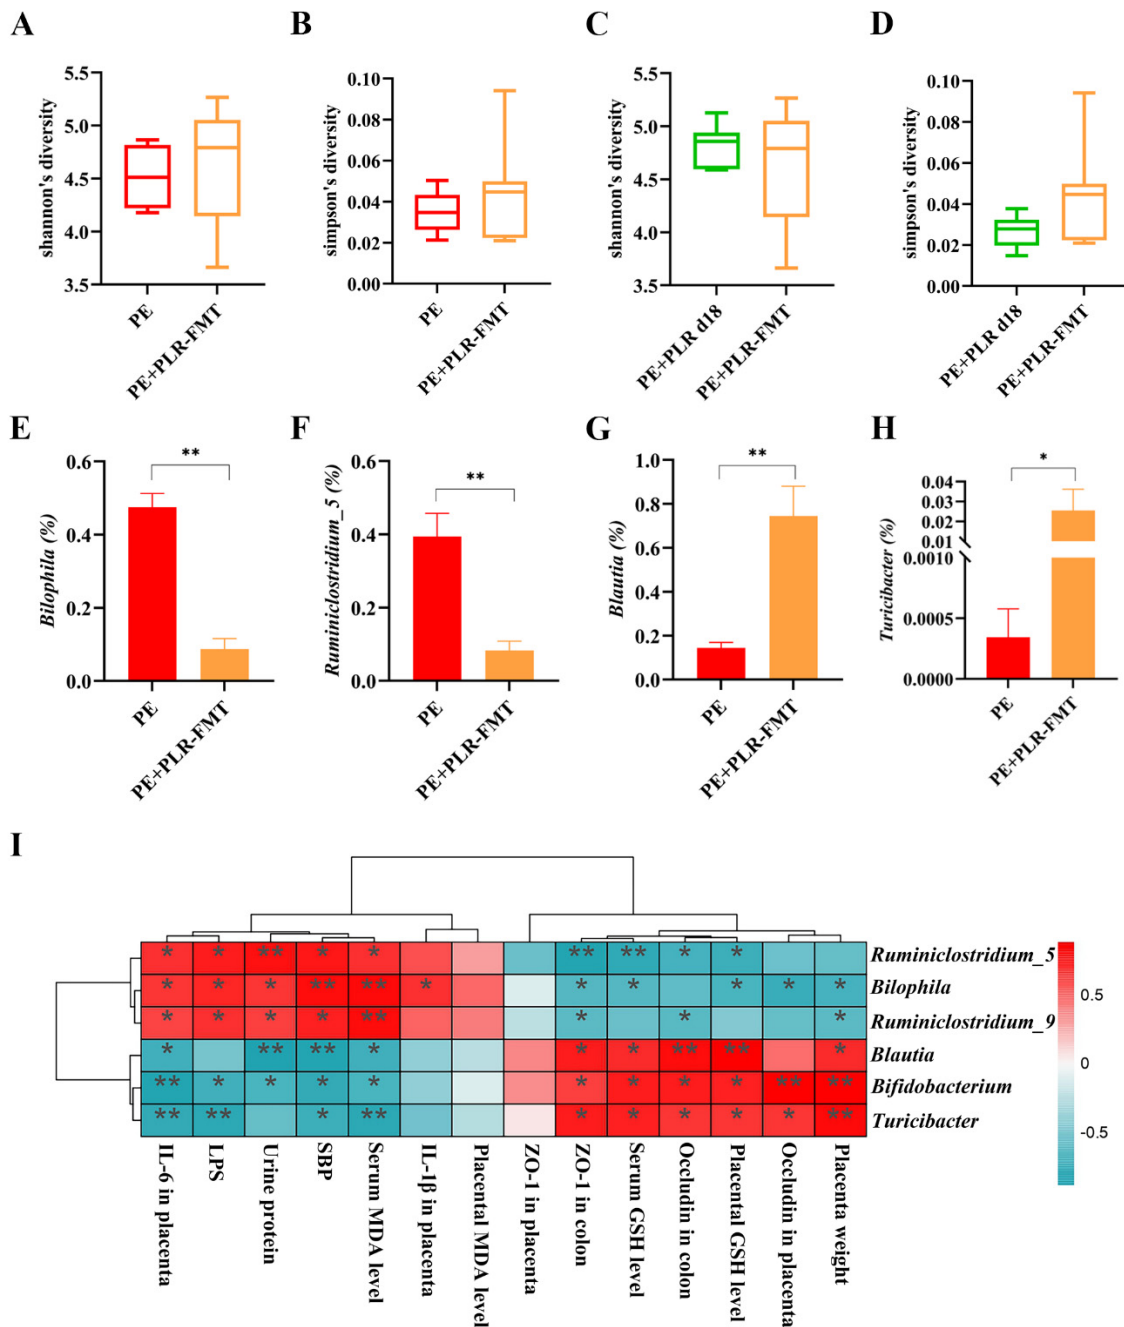 A
B
C
D
shannon's diversity
5.5
5.0
4.5
4.0
3.5
PE
PE+PLR-FMT
simpson's diversity
0.10
0.08
0.06
0.04
0.02
0.00
PE
PE+PLR-FMT
shannon's diversity
5.5
5.0
4.5
4.0
3.5
PE+PLR d18
PE+PLR-FMT
simpson's diversity
0.10
0.08
0.06
0.04
0.02
0.00
PE+PLR d18
PE+PLR-FMT
E
F
G
H
Bilophila (%)
0.6
0.4
0.2
0.0
**
PE
PE+PLR-FMT
Ruminiclostridium_5 (%)
0.6
0.4
0.2
0.0
**
PE
PE+PLR-FMT
Blautia (%)
1.0
0.8
0.6
0.4
0.2
0.0
**
PE
PE+PLR-FMT
Turicibacter (%)
0.04
0.03
0.02
0.01
0.0010
0.0005
0.0000
*
PE
PE+PLR-FMT
I
* * ** * * ** ** * * Ruminiclostridium_5
* * * ** ** * * * * * * Bilophila
* * * * ** * * * Ruminiclostridium_9
* ** ** * * * ** ** * Blautia
** * * * * * * * * ** ** Bifidobacterium
** ** * ** * * * * * ** Turicibacter
IL-6 in placenta
LPS
Urine protein
SBP
Serum MDA level
IL-1β in placenta
Placental MDA level
ZO-1 in placenta
ZO-1 in colon
Serum GSH level
Occludin in colon
Placental GSH level
Occludin in placenta
Placenta weight
0.5
0
-0.5